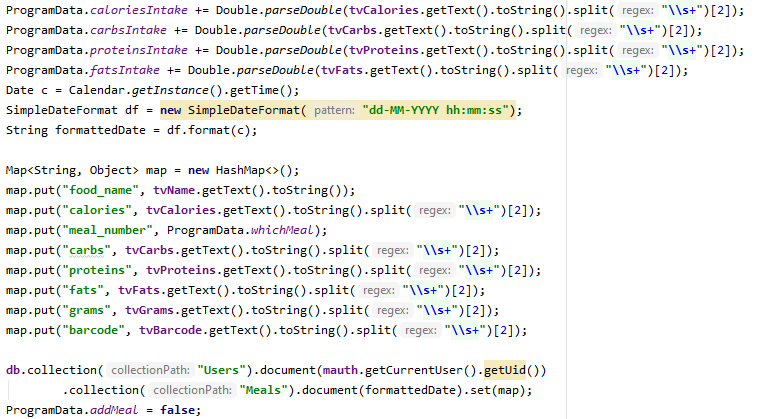 ProgramData.caloriesIntake += Double.parseDouble(tvCalories.getText().toString().split( regex: "\\s+")[2]);
ProgramData.carbsIntake += Double.parseDouble(tvCarbs.getText().toString().split( regex: "\\s+")[2]);
ProgramData.proteinsIntake += Double.parseDouble(tvProteins.getText().toString().split( regex: "\\s+")[2]);
ProgramData.fatsIntake += Double.parseDouble(tvFats.getText().toString().split( regex: "\\s+")[2]);
Date c = Calendar.getInstance().getTime();
SimpleDateFormat df = new SimpleDateFormat( pattern: "dd-MM-YYYY hh:mm:ss");
String formattedDate = df.format(c);

Map<String, Object> map = new HashMap<>();
map.put("food_name", tvName.getText().toString());
map.put("calories", tvCalories.getText().toString().split( regex: "\\s+")[2]);
map.put("meal_number", ProgramData.whichMeal);
map.put("carbs", tvCarbs.getText().toString().split( regex: "\\s+")[2]);
map.put("proteins", tvProteins.getText().toString().split( regex: "\\s+")[2]);
map.put("fats", tvFats.getText().toString().split( regex: "\\s+")[2]);
map.put("grams", tvGrams.getText().toString().split( regex: "\\s+")[2]);
map.put("barcode", tvBarcode.getText().toString().split( regex: "\\s+")[2]);

db.collection( collectionPath: "Users").document(mauth.getCurrentUser().getUid())
        .collection( collectionPath: "Meals").document(formattedDate).set(map);
ProgramData.addMeal = false;